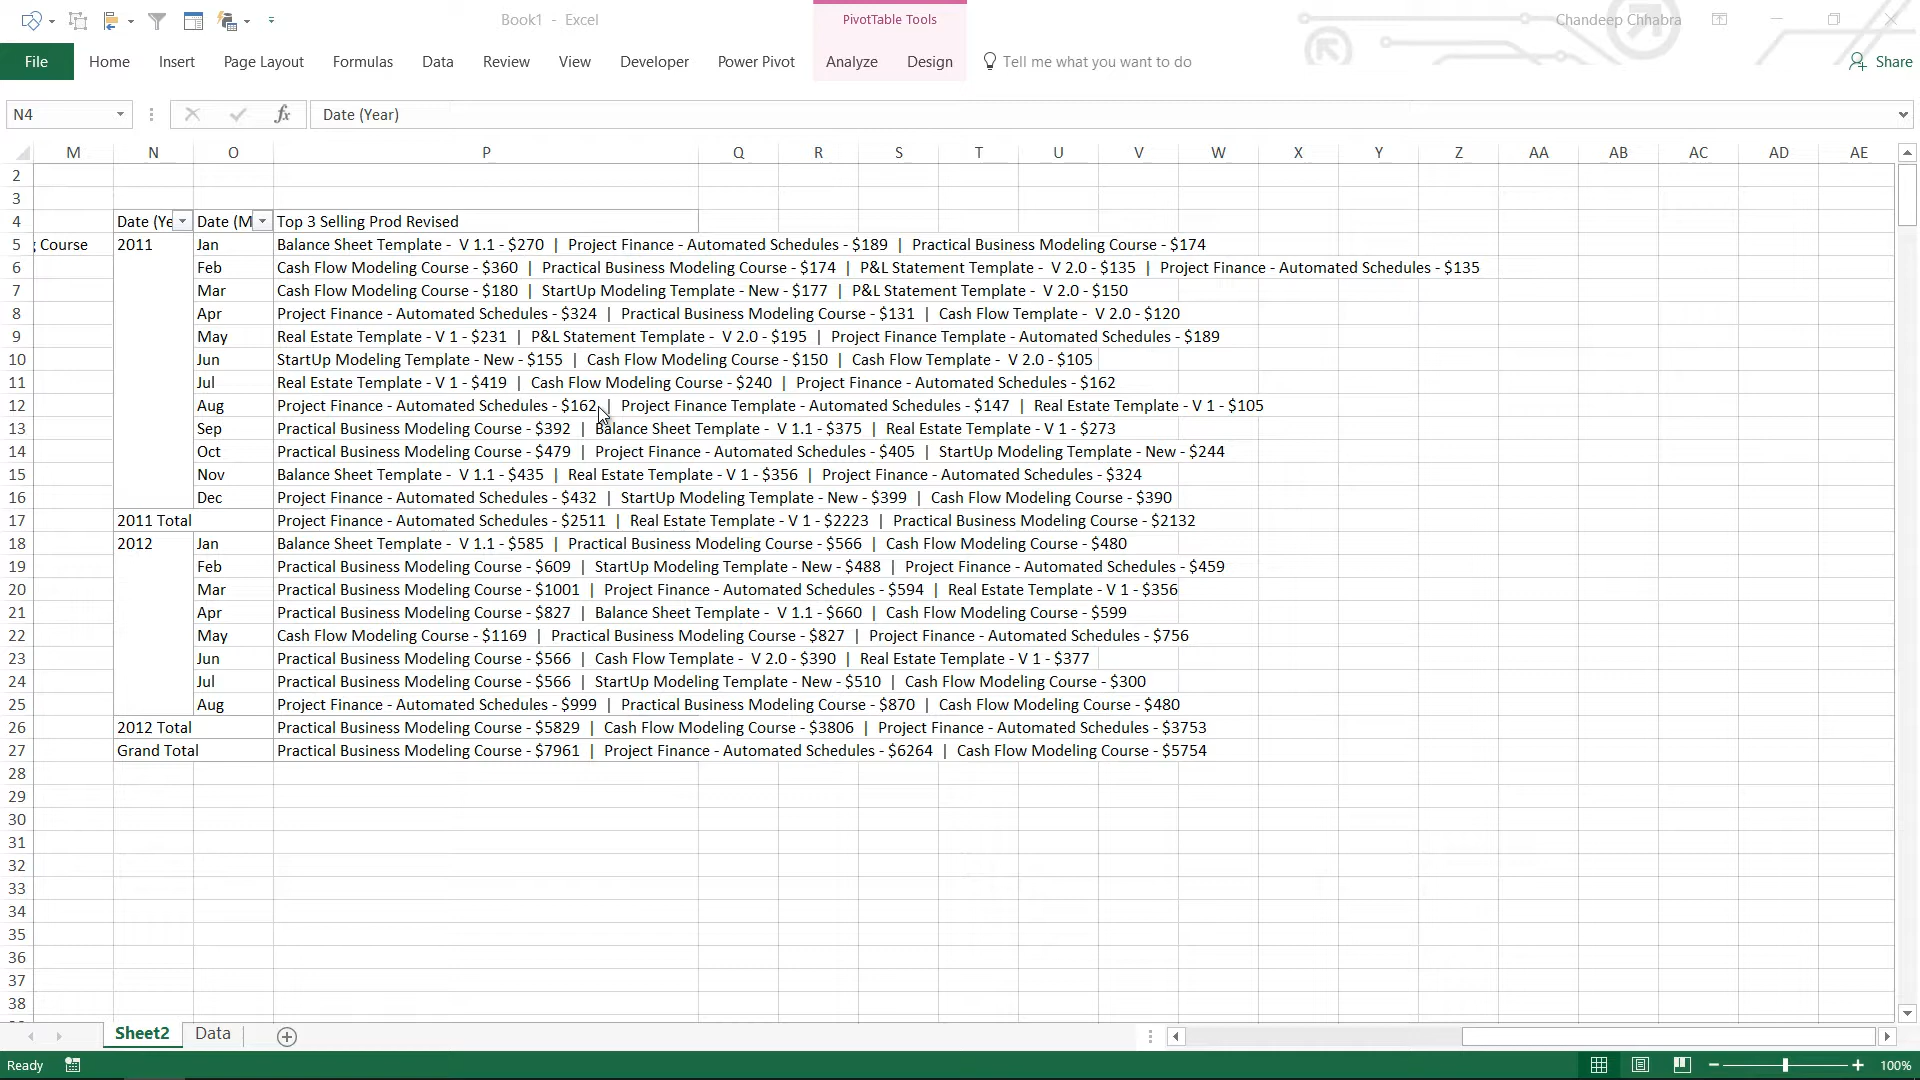 Book1 - Excel
PivotTable Tools
Chandeep Chhabra
File Home Insert Page Layout Formulas Data Review View Developer Power Pivot Analyze Design Tell me what you want to do Share
N4 fx Date (Year)
M N O P Q R S T U V W X Y Z AA AB AC AD AE
2
3
4 Date (Ye Date (M Top 3 Selling Prod Revised
5 Course 2011 Jan Balance Sheet Template - V 1.1 - $270 | Project Finance - Automated Schedules - $189 | Practical Business Modeling Course - $174
6 Feb Cash Flow Modeling Course - $360 | Practical Business Modeling Course - $174 | P&L Statement Template - V 2.0 - $135 | Project Finance - Automated Schedules - $135
7 Mar Cash Flow Modeling Course - $180 | StartUp Modeling Template - New - $177 | P&L Statement Template - V 2.0 - $150
8 Apr Project Finance - Automated Schedules - $324 | Practical Business Modeling Course - $131 | Cash Flow Template - V 2.0 - $120
9 May Real Estate Template - V 1 - $231 | P&L Statement Template - V 2.0 - $195 | Project Finance Template - Automated Schedules - $189
10 Jun StartUp Modeling Template - New - $155 | Cash Flow Modeling Course - $150 | Cash Flow Template - V 2.0 - $105
11 Jul Real Estate Template - V 1 - $419 | Cash Flow Modeling Course - $240 | Project Finance - Automated Schedules - $162
12 Aug Project Finance - Automated Schedules - $162 | Project Finance Template - Automated Schedules - $147 | Real Estate Template - V 1 - $105
13 Sep Practical Business Modeling Course - $392 | Balance Sheet Template - V 1.1 - $375 | Real Estate Template - V 1 - $273
14 Oct Practical Business Modeling Course - $479 | Project Finance - Automated Schedules - $405 | StartUp Modeling Template - New - $244
15 Nov Balance Sheet Template - V 1.1 - $435 | Real Estate Template - V 1 - $356 | Project Finance - Automated Schedules - $324
16 Dec Project Finance - Automated Schedules - $432 | StartUp Modeling Template - New - $399 | Cash Flow Modeling Course - $390
17 2011 Total Project Finance - Automated Schedules - $2511 | Real Estate Template - V 1 - $2223 | Practical Business Modeling Course - $2132
18 2012 Jan Balance Sheet Template - V 1.1 - $585 | Practical Business Modeling Course - $566 | Cash Flow Modeling Course - $480
19 Feb Practical Business Modeling Course - $609 | StartUp Modeling Template - New - $488 | Project Finance - Automated Schedules - $459
20 Mar Practical Business Modeling Course - $1001 | Project Finance - Automated Schedules - $594 | Real Estate Template - V 1 - $356
21 Apr Practical Business Modeling Course - $827 | Balance Sheet Template - V 1.1 - $660 | Cash Flow Modeling Course - $599
22 May Cash Flow Modeling Course - $1169 | Practical Business Modeling Course - $827 | Project Finance - Automated Schedules - $756
23 Jun Practical Business Modeling Course - $566 | Cash Flow Template - V 2.0 - $390 | Real Estate Template - V 1 - $377
24 Jul Practical Business Modeling Course - $566 | StartUp Modeling Template - New - $510 | Cash Flow Modeling Course - $300
25 Aug Project Finance - Automated Schedules - $999 | Practical Business Modeling Course - $870 | Cash Flow Modeling Course - $480
26 2012 Total Practical Business Modeling Course - $5829 | Cash Flow Modeling Course - $3806 | Project Finance - Automated Schedules - $3753
27 Grand Total Practical Business Modeling Course - $7961 | Project Finance - Automated Schedules - $6264 | Cash Flow Modeling Course - $5754
28
29
30
31
32
33
34
35
36
37
38
Sheet2 Data
Ready 100%